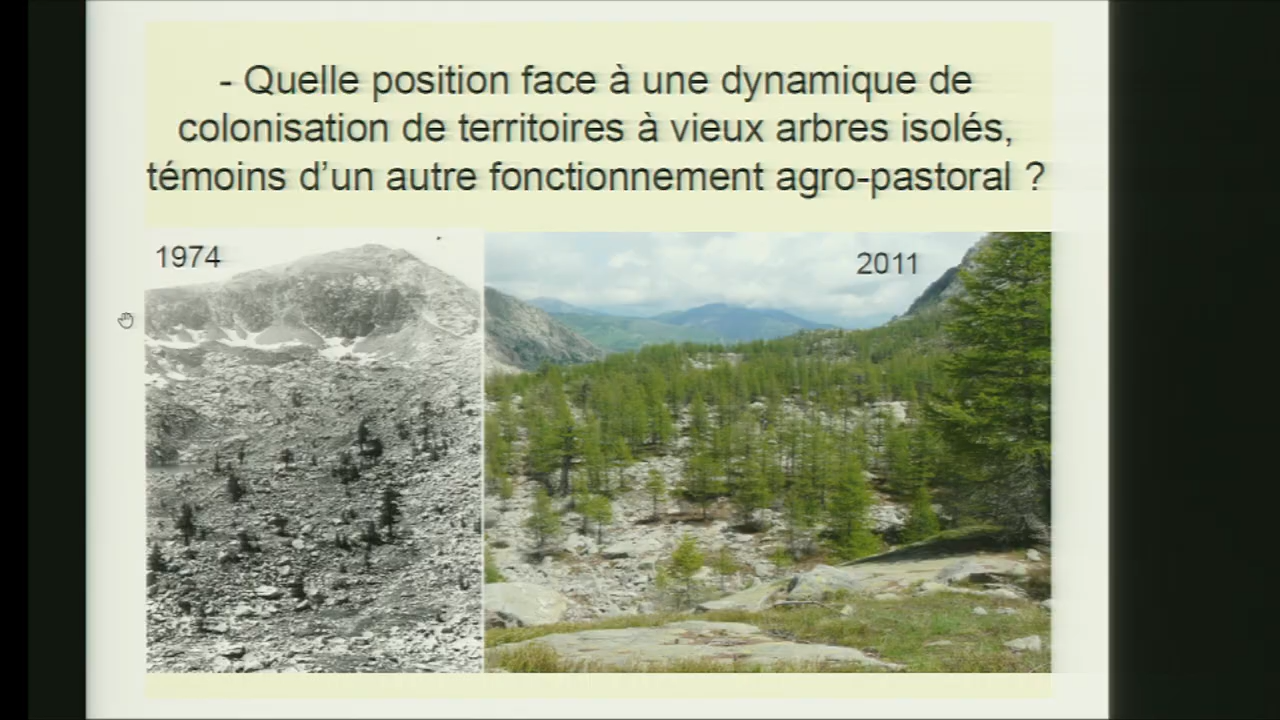 - Quelle position face à une dynamique de
colonisation de territoires à vieux arbres isolés,
témoins d’un autre fonctionnement agro-pastoral ?
1974
2011